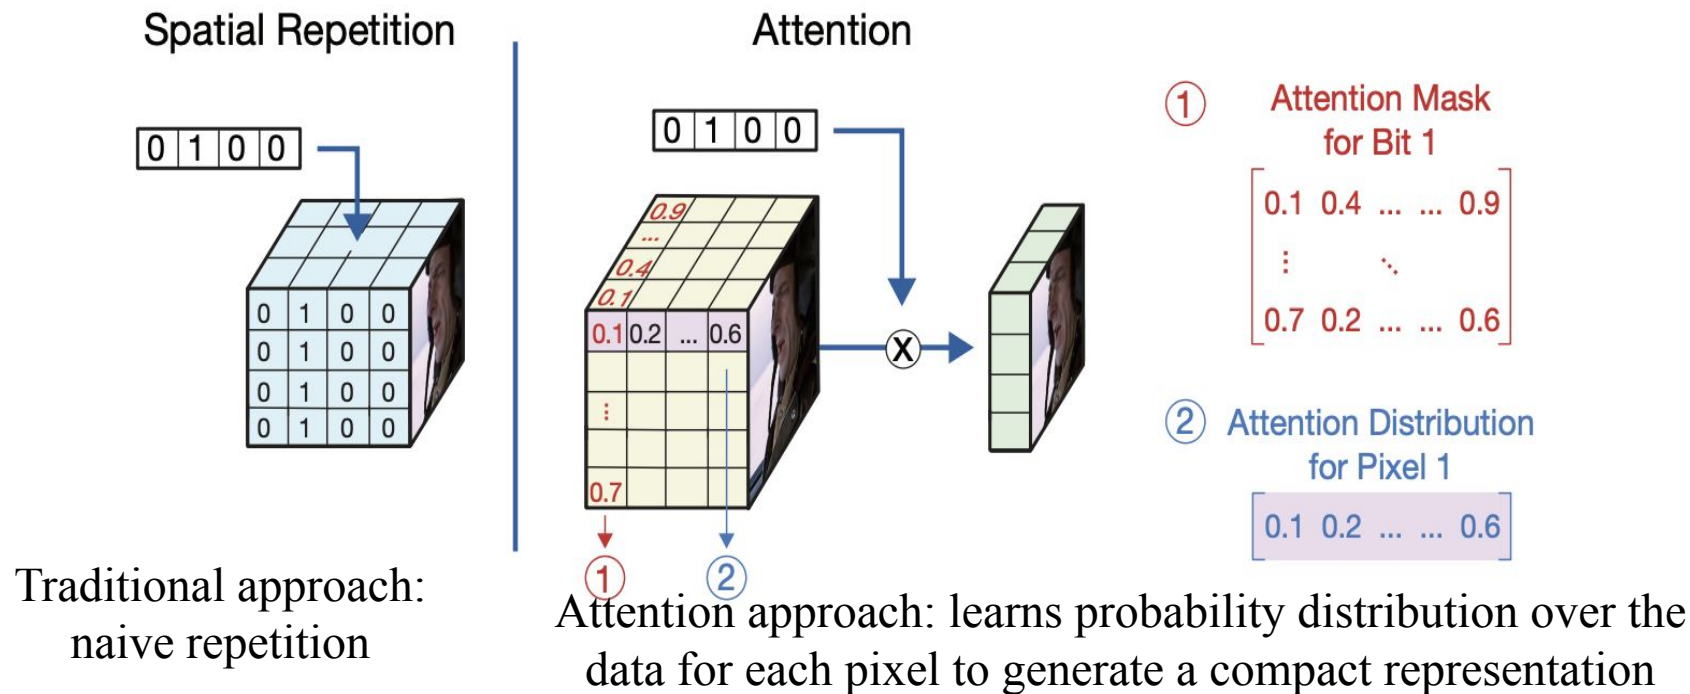 Spatial Repetition
0 1 0 0
0 1 0 0
0 1 0 0
0 1 0 0
0 1 0 0
Traditional approach:
naive repetition
Attention
0 1 0 0
0.9
...
0.4
0.1
0.1 0.2 ... 0.6
⋮
0.7
X
① ②
Attention approach: learns probability distribution over the
data for each pixel to generate a compact representation
① Attention Mask
for Bit 1
0.1 0.4 ... ... 0.9
⋮ ⋱
0.7 0.2 ... ... 0.6
② Attention Distribution
for Pixel 1
0.1 0.2 ... ... 0.6